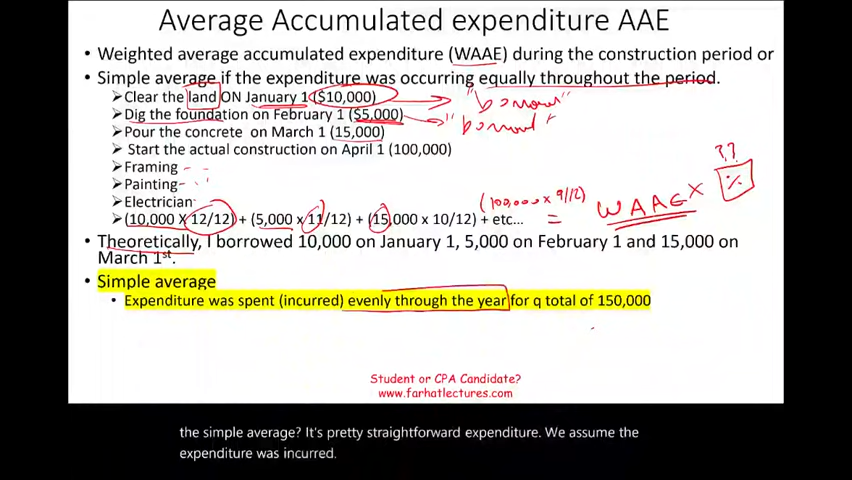 Average Accumulated expenditure AAE
• Weighted average accumulated expenditure (WAAE) during the construction period or
• Simple average if the expenditure was occurring equally throughout the period.
➢Clear the land ON January 1 ($10,000)
"borrow"
➢Dig the foundation on February 1 ($5,000)
"borrow"
➢Pour the concrete on March 1 (15,000)
➢ Start the actual construction on April 1 (100,000)
➢Framing
??
%
➢Painting
➢Electrician
(100,000 x 9/12)
WAAE x
➢(10,000 X 12/12) + (5,000 x 11/12) + (15,000 x 10/12) + etc... =
• Theoretically, I borrowed 10,000 on January 1, 5,000 on February 1 and 15,000 on
March 1st.
• Simple average
• Expenditure was spent (incurred) evenly through the year for q total of 150,000
Student or CPA Candidate?
www.farhatlectures.com
the simple average? It's pretty straightforward expenditure. We assume the
expenditure was incurred.